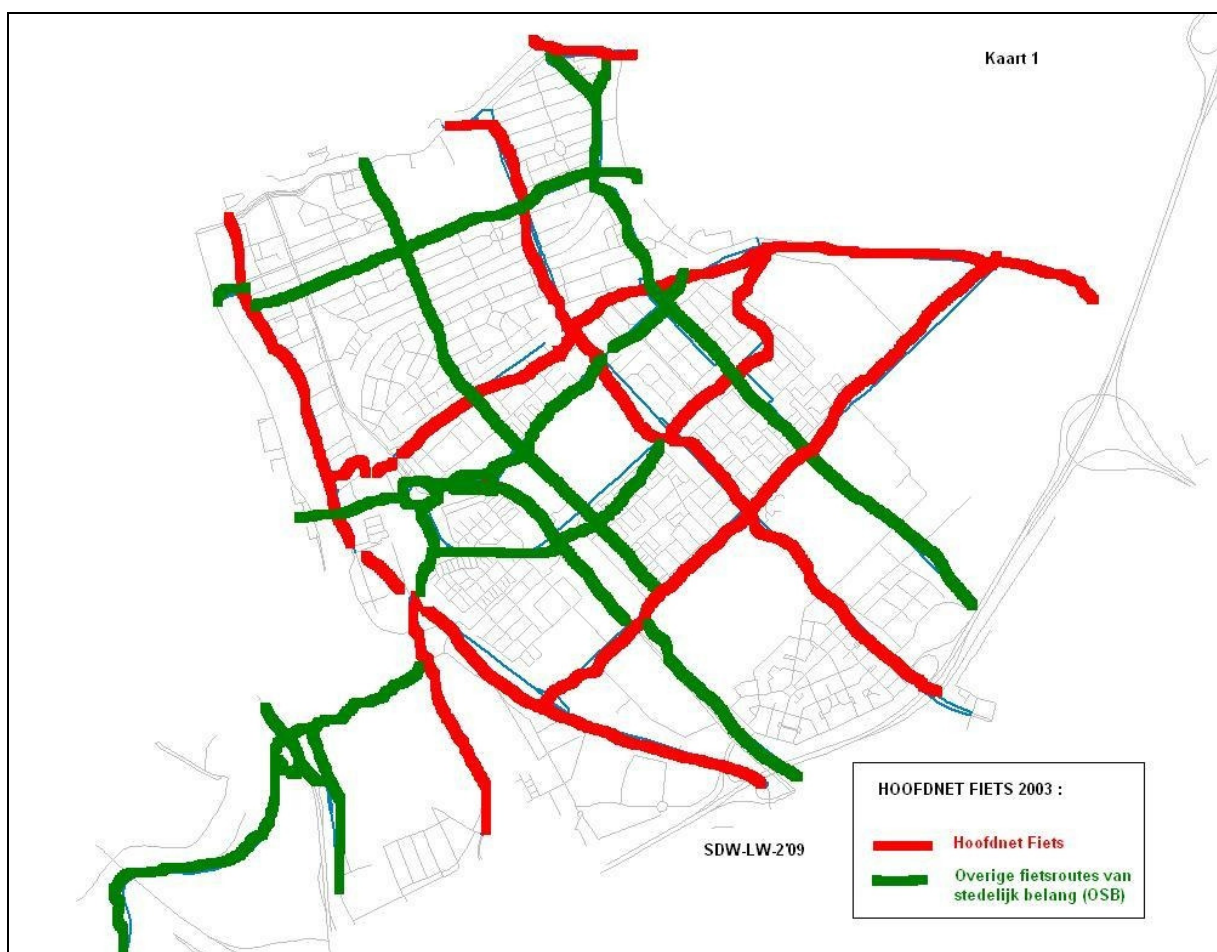 Kaart 1
HOOFDNET FIETS 2003 :
Hoofdnet Fiets
Overige fietsroutes van
stedelijk belang (OSB)
SDW-LW-2'09